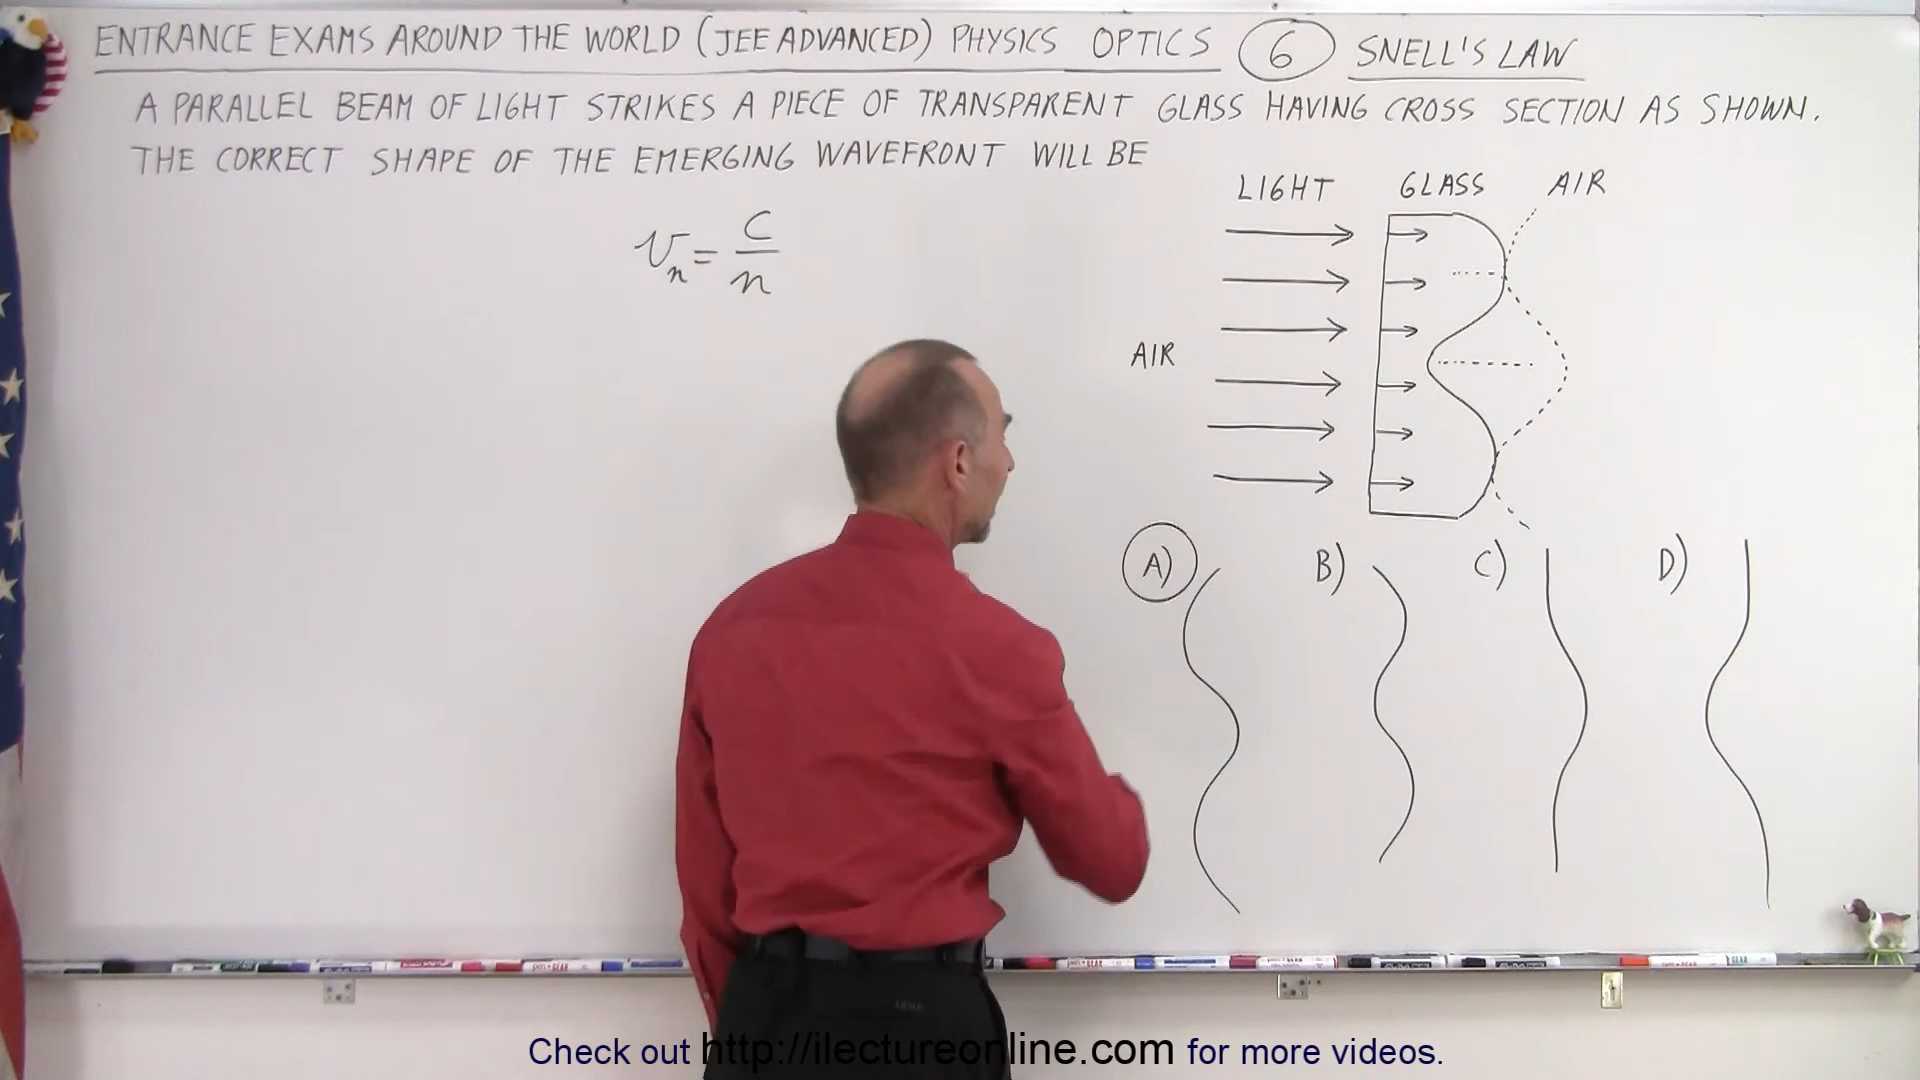 ENTRANCE EXAMS AROUND THE WORLD (JEE ADVANCED) PHYSICS OPTICS 6 SNELL'S LAW
A PARALLEL BEAM OF LIGHT STRIKES A PIECE OF TRANSPARENT GLASS HAVING CROSS SECTION AS SHOWN.
THE CORRECT SHAPE OF THE EMERGING WAVEFRONT WILL BE
LIGHT GLASS AIR
v_n = c/n
AIR
A) B) C) D)
Check out http://ilectureonline.com for more videos.